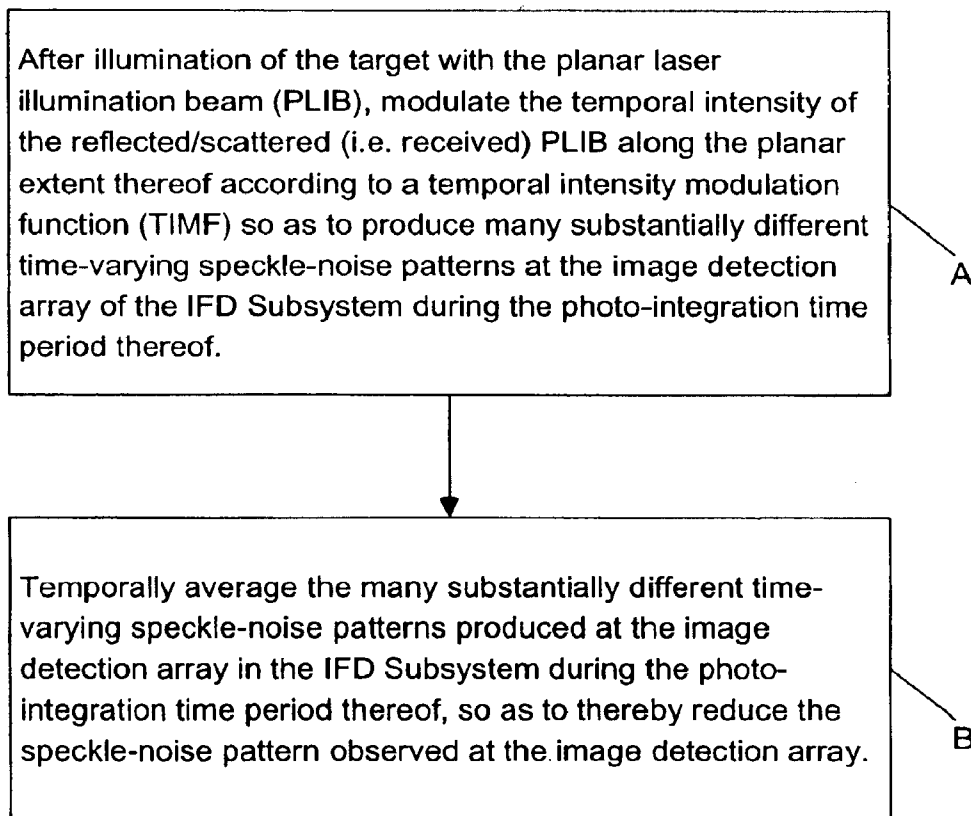 After illumination of the target with the planar laser
illumination beam (PLIB), modulate the temporal intensity of
the reflected/scattered (i.e. received) PLIB along the planar
extent thereof according to a temporal intensity modulation
function (TIMF) so as to produce many substantially different
time-varying speckle-noise patterns at the image detection
array of the IFD Subsystem during the photo-integration time
period thereof.
A
Temporally average the many substantially different time-
varying speckle-noise patterns produced at the image
detection array in the IFD Subsystem during the photo-
integration time period thereof, so as to thereby reduce the
speckle-noise pattern observed at the image detection array.
B